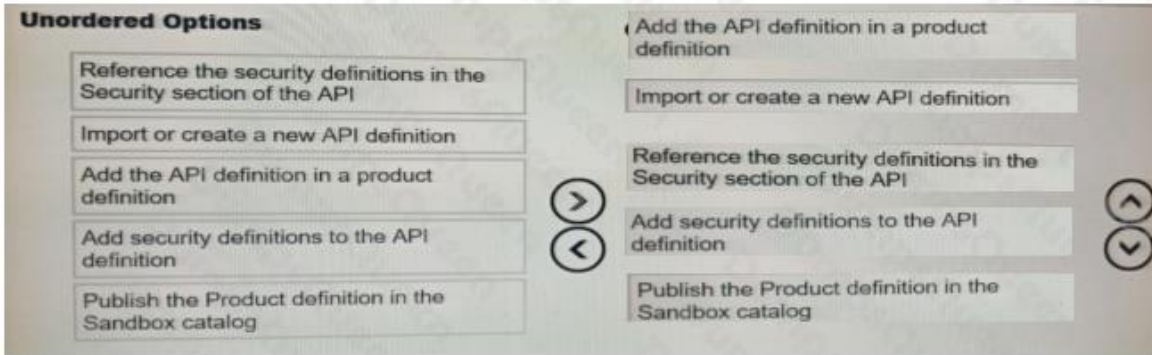 Unordered Options
Reference the security definitions in the
Security section of the API
Import or create a new API definition
Add the API definition in a product
definition
Add security definitions to the API
definition
Publish the Product definition in the
Sandbox catalog
Add the API definition in a product
definition
Import or create a new API definition
Reference the security definitions in the
Security section of the API
Add security definitions to the API
definition
Publish the Product definition in the
Sandbox catalog